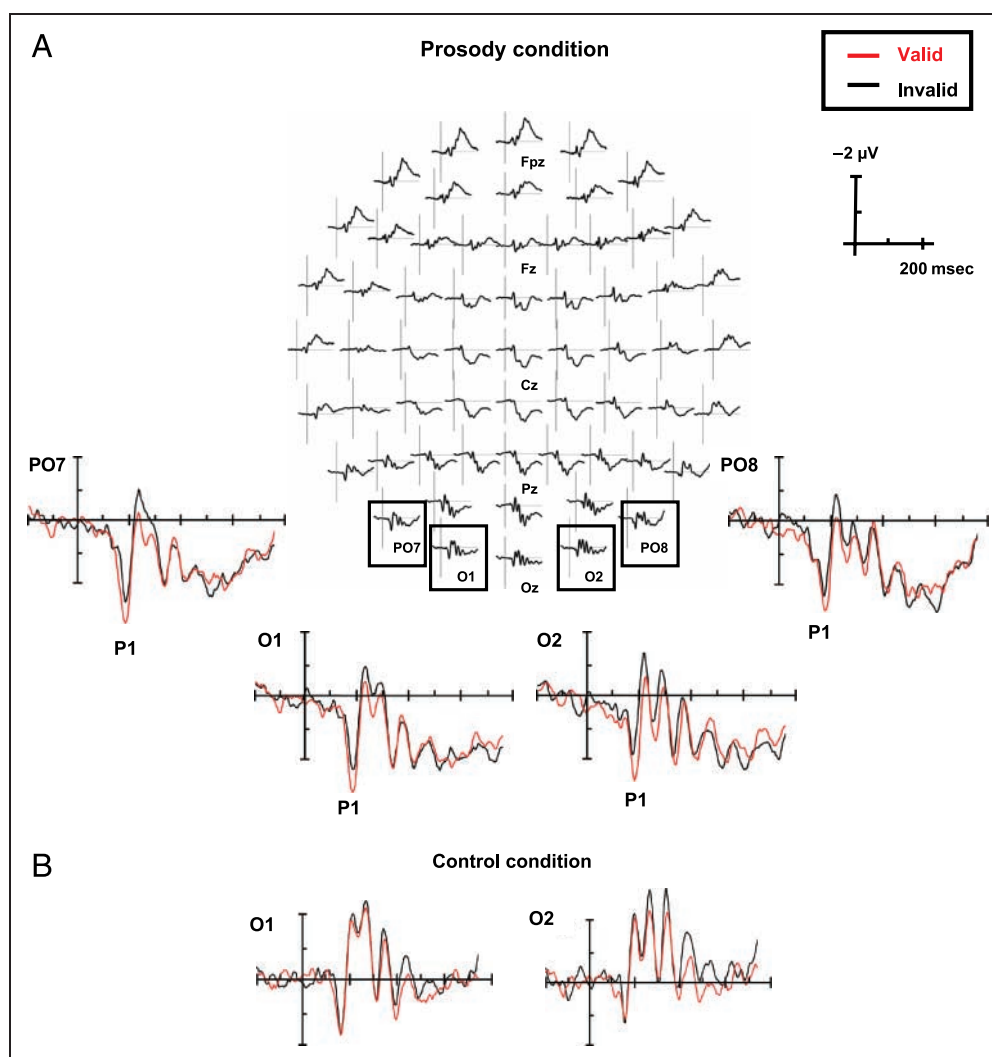 A
Prosody condition
Valid
Invalid
−2 µV
200 msec
Fpz
Fz
Cz
Pz
PO7
PO8
PO7
PO8
O1
O2
Oz
P1
P1
O1
O2
P1
P1
B
Control condition
O1
O2